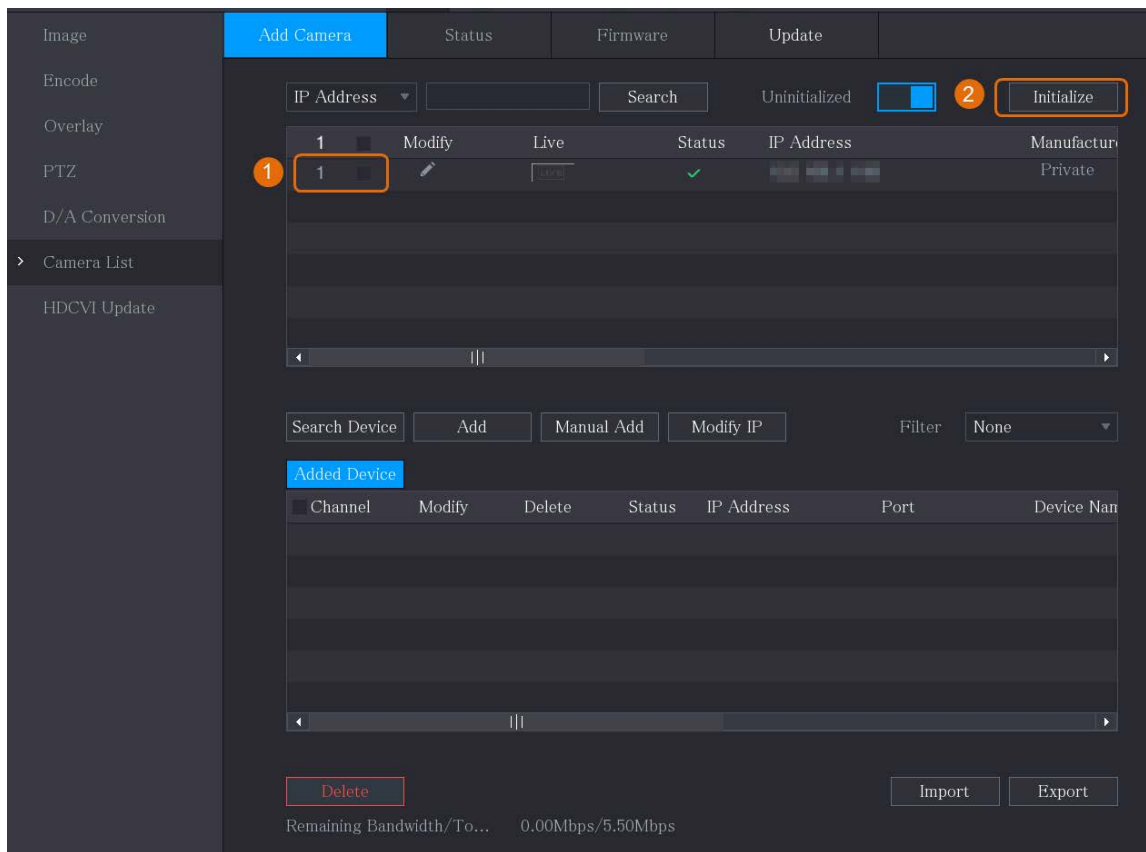 Image
Encode
Overlay
PTZ
D/A Conversion
Camera List
HDCVI Update
Add Camera Status Firmware Update
IP Address Search Uninitialized 2 Initialize
1 Modify Live Status IP Address Manufactur
1 1 LIVE Private
Search Device Add Manual Add Modify IP Filter None
Added Device
Channel Modify Delete Status IP Address Port Device Nam
Delete Import Export
Remaining Bandwidth/To... 0.00Mbps/5.50Mbps